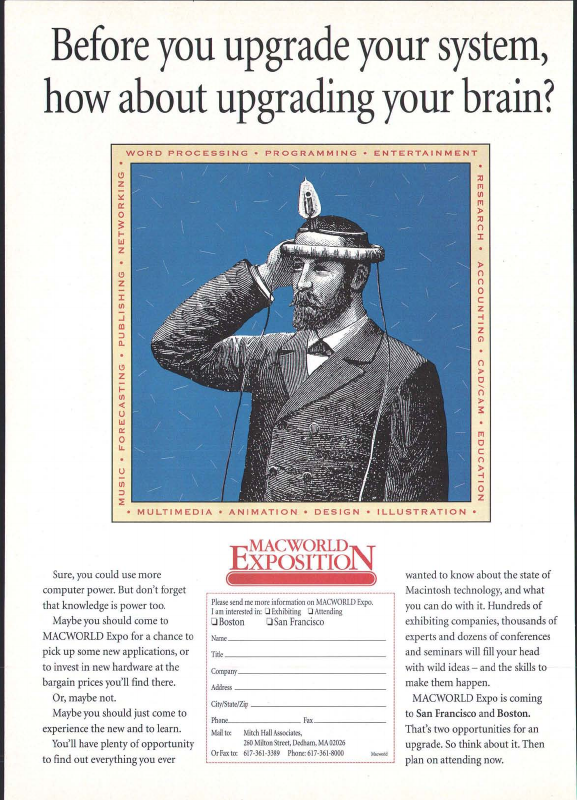 Before you upgrade your system,
how about upgrading your brain?
WORD PROCESSING • PROGRAMMING • ENTERTAINMENT
• RESEARCH • ACCOUNTING • CAD/CAM • EDUCATION
• MULTIMEDIA • ANIMATION • DESIGN • ILLUSTRATION •
MUSIC • FORECASTING • PUBLISHING • NETWORKING •
Sure, you could use more
computer power. But don't forget
that knowledge is power too.
Maybe you should come to
MACWORLD Expo for a chance to
pick up some new applications, or
to invest in new hardware at the
bargain prices you'll find there.
Or, maybe not.
Maybe you should just come to
experience the new and to learn.
You'll have plenty of opportunity
to find out everything you ever
MACWORLD
EXPOSITION
Please send me more information on MACWORLD Expo.
I am interested in: ❏ Exhibiting ❏ Attending
❏ Boston ❏ San Francisco
Name
Title
Company
Address
City/State/Zip
Phone Fax
Mail to: Mitch Hall Associates,
260 Milton Street, Dedham, MA 02026
Or Fax to: 617-361-3389 Phone: 617-361-8000 Macworld
wanted to know about the state of
Macintosh technology, and what
you can do with it. Hundreds of
exhibiting companies, thousands of
experts and dozens of conferences
and seminars will fill your head
with wild ideas – and the skills to
make them happen.
MACWORLD Expo is coming
to San Francisco and Boston.
That's two opportunities for an
upgrade. So think about it. Then
plan on attending now.